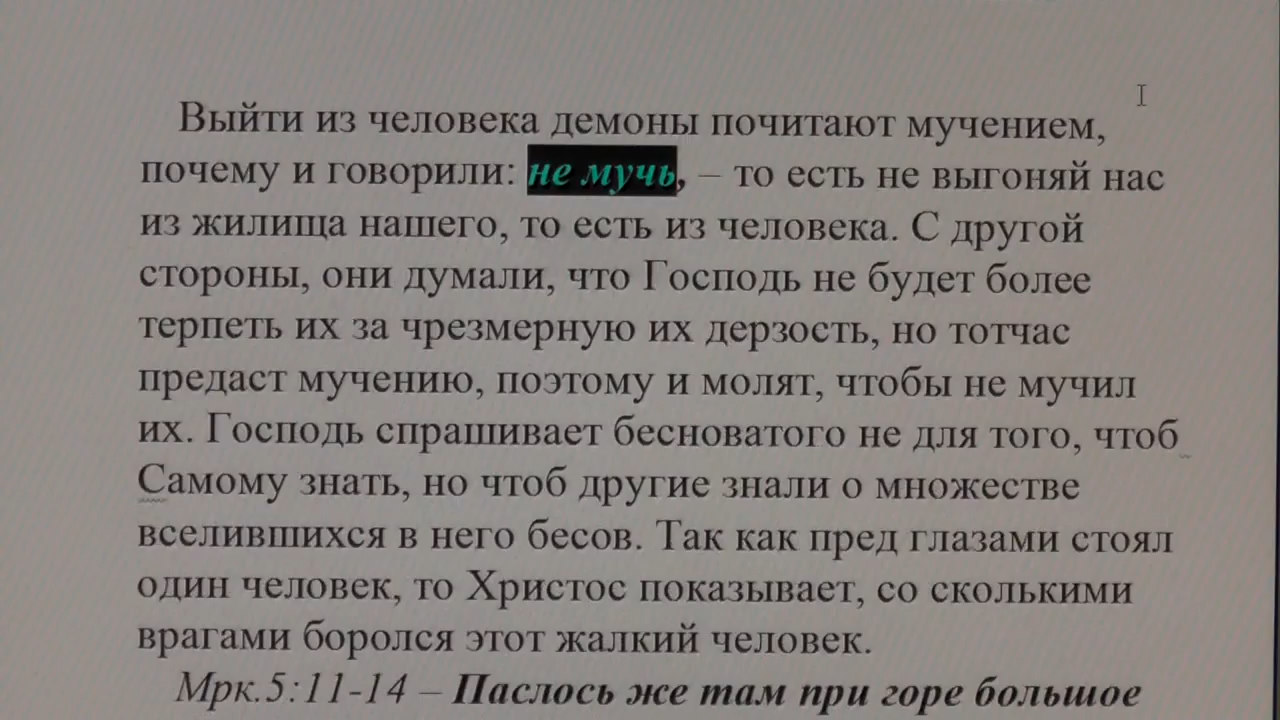 Выйти из человека демоны почитают мучением,
почему и говорили: не мучь, – то есть не выгоняй нас
из жилища нашего, то есть из человека. С другой
стороны, они думали, что Господь не будет более
терпеть их за чрезмерную их дерзость, но тотчас
предаст мучению, поэтому и молят, чтобы не мучил
их. Господь спрашивает бесноватого не для того, чтоб
Самому знать, но чтоб другие знали о множестве
вселившихся в него бесов. Так как пред глазами стоял
один человек, то Христос показывает, со сколькими
врагами боролся этот жалкий человек.
Мрк.5:11-14 – Паслось же там при горе большое